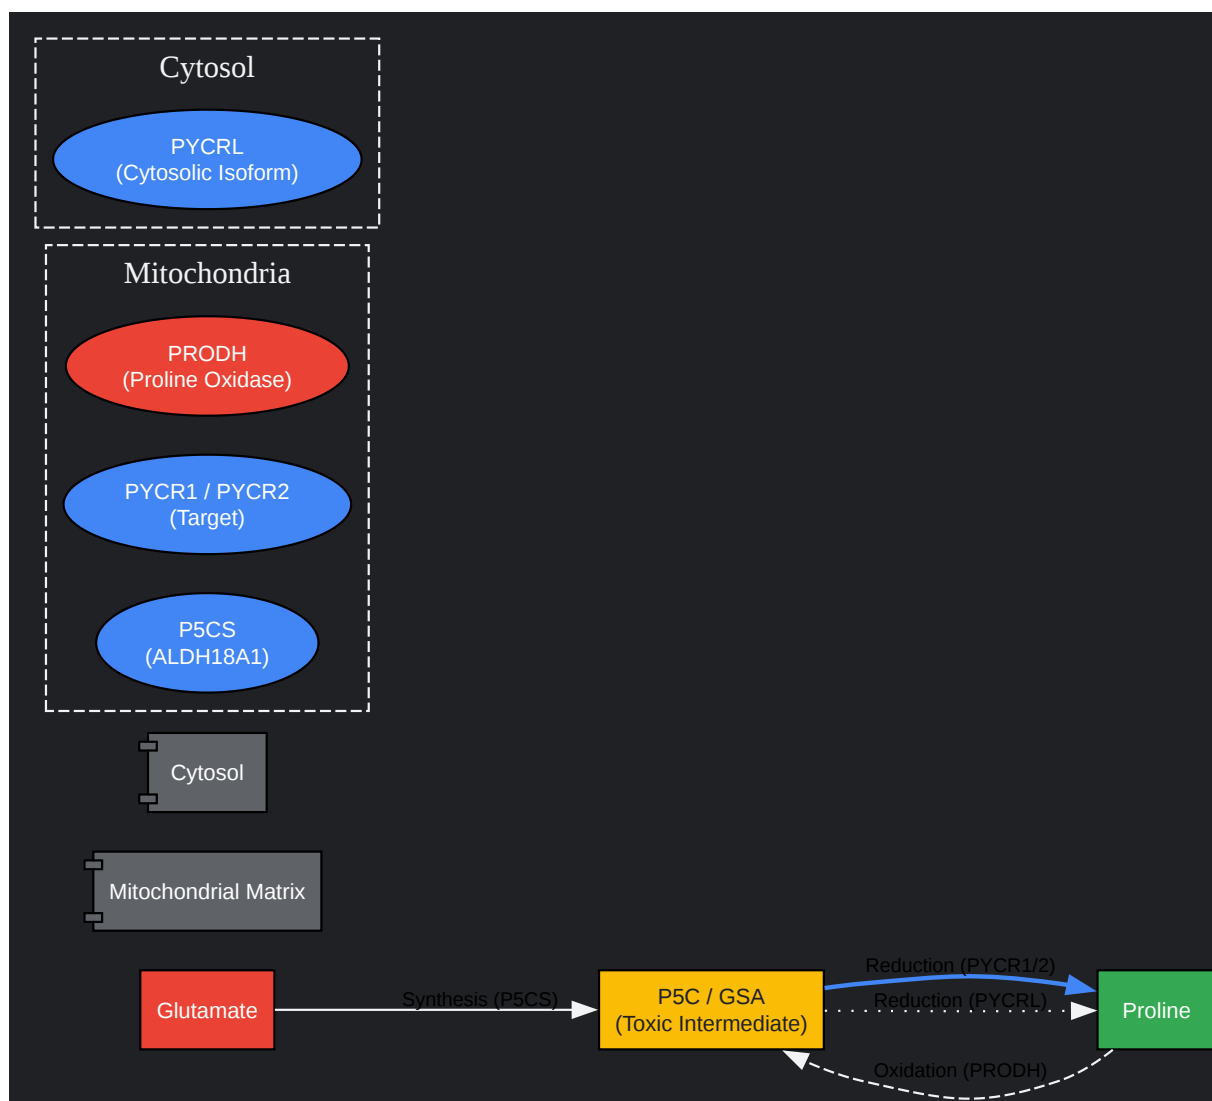 Cytosol
PYCRL
(Cytosolic Isoform)
Mitochondria
PRODH
(Proline Oxidase)
PYCR1 / PYCR2
(Target)
P5CS
(ALDH18A1)
Cytosol
Mitochondrial Matrix
Glutamate
Synthesis (P5CS)
P5C / GSA
(Toxic Intermediate)
Reduction (PYCR1/2)
Reduction (PYCRL)
Oxidation (PRODH)
Proline